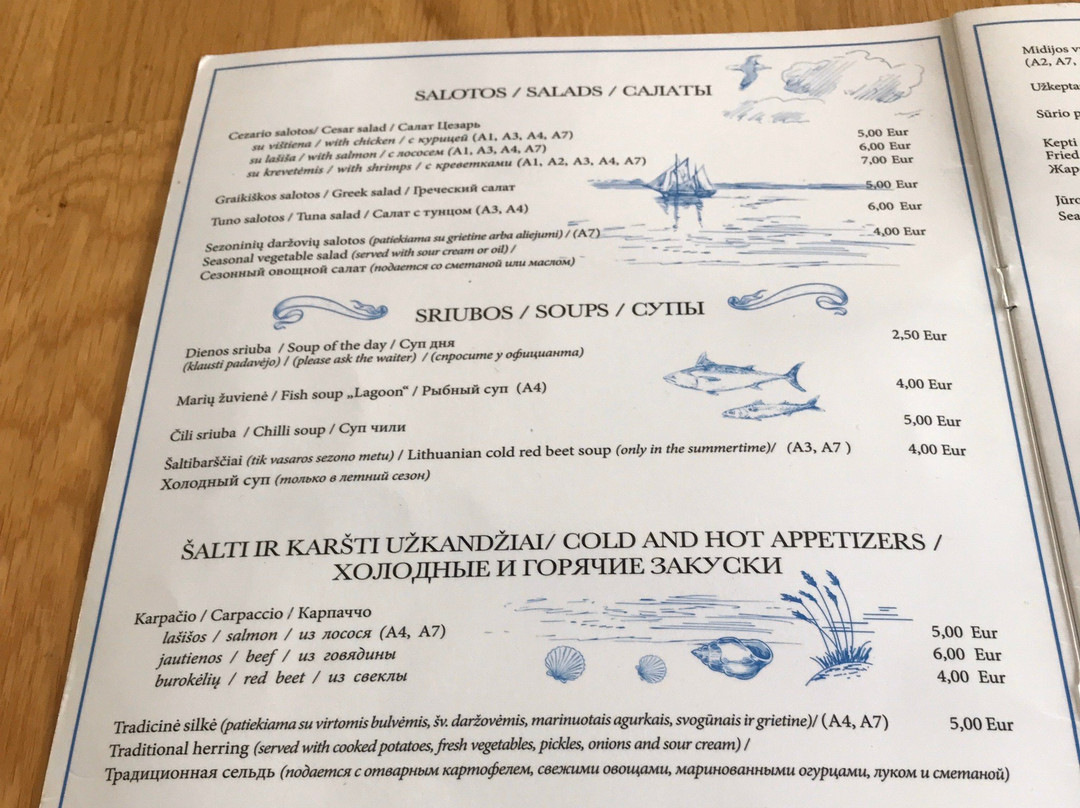 SALOTOS / SALADS / САЛАТЫ
Cezario salotos/ Cesar salad / Салат Цезарь
su vištiena / with chicken / с курицей (A1, A3, A4, A7) 5,00 Eur
su lašiša / with salmon / с лососем (A1, A3, A4, A7) 6,00 Eur
su krevetėmis / with shrimps / с креветками (A1, A2, A3, A4, A7) 7,00 Eur
Graikiškos salotos / Greek salad / Греческий салат 5,00 Eur
Tuno salotos / Tuna salad / Салат с тунцом (A3, A4) 6,00 Eur
Sezoninių daržovių salotos (patiekiama su grietine arba aliejumi) / (A7) 4,00 Eur
Seasonal vegetable salad (served with sour cream or oil) /
Сезонный овощной салат (подается со сметаной или маслом)
SRIUBOS / SOUPS / СУПЫ
Dienos sriuba / Soup of the day / Суп дня 2,50 Eur
(klausti padavėjo) / (please ask the waiter) / (спросите у официанта)
Marių žuvienė / Fish soup „Lagoon“ / Рыбный суп (A4) 4,00 Eur
Čili sriuba / Chilli soup / Суп чили 5,00 Eur
Šaltibarščiai (tik vasaros sezono metu) / Lithuanian cold red beet soup (only in the summertime)/ (A3, A7 ) 4,00 Eur
Холодный суп (только в летний сезон)
ŠALTI IR KARŠTI UŽKANDŽIAI/ COLD AND HOT APPETIZERS /
ХОЛОДНЫЕ И ГОРЯЧИЕ ЗАКУСКИ
Karpačio / Carpaccio / Карпаччо
lašišos / salmon / из лосося (A4, A7) 5,00 Eur
jautienos / beef / из говядины 6,00 Eur
burokėlių / red beet / из свеклы 4,00 Eur
Tradicinė silkė (patiekiama su virtomis bulvėmis, šv. daržovėmis, marinuotais agurkais, svogūnais ir grietine)/ (A4, A7) 5,00 Eur
Traditional herring (served with cooked potatoes, fresh vegetables, pickles, onions and sour cream) /
Традиционная сельдь (подается с отварным картофелем, свежими овощами, маринованными огурцами, луком и сметаной)
Midijos
(A2, A7,
Sūrio
Kepti
Fried